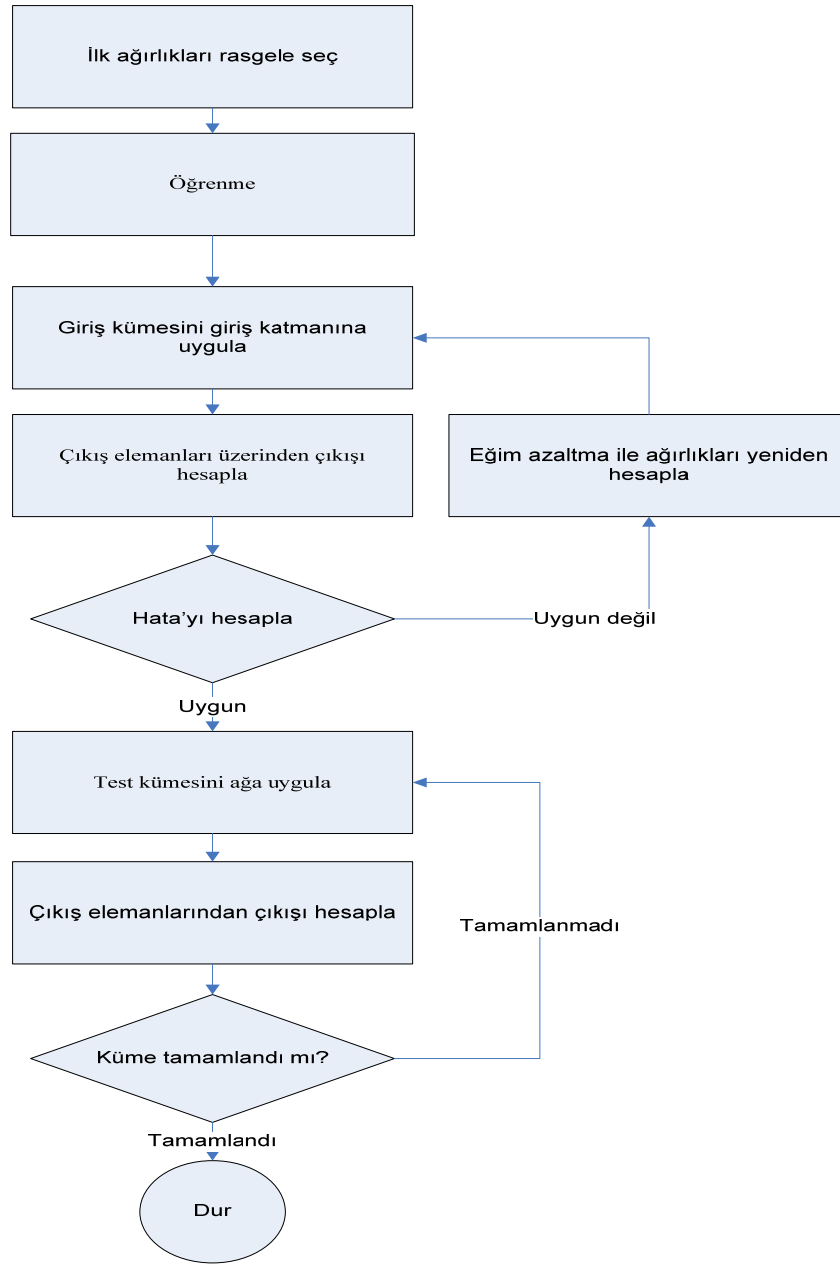 İlk ağırlıkları rasgele seç
Öğrenme
Giriş kümesini giriş katmanına
uygula
Çıkış elemanları üzerinden çıkışı
hesapla
Eğim azaltma ile ağırlıkları yeniden
hesapla
Hata'yı hesapla
Uygun değil
Uygun
Test kümesini ağa uygula
Çıkış elemanlarından çıkışı hesapla
Tamamlanmadı
Küme tamamlandı mı?
Tamamlandı
Dur